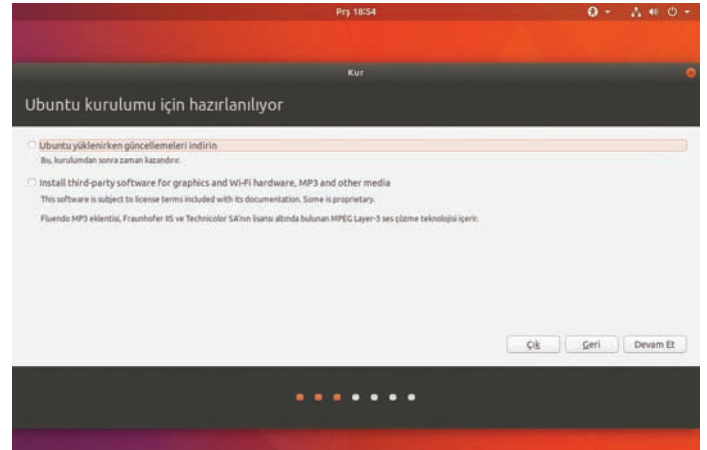 Prş 18:54
Kur
Ubuntu kurulumu için hazırlanılıyor
Ubuntu yüklenirken güncellemeleri indirin
Bu, kurulumdan sonra zaman kazandırır.
Install third-party software for graphics and Wi-Fi hardware, MP3 and other media
This software is subject to license terms included with its documentation. Some is proprietary.
Fluendo MP3 eklentisi, Fraunhofer IIS ve Technicolor SA'nın lisansı altında bulunan MPEG Layer-3 ses çözme teknolojisi içerir.
Çık Geri Devam Et